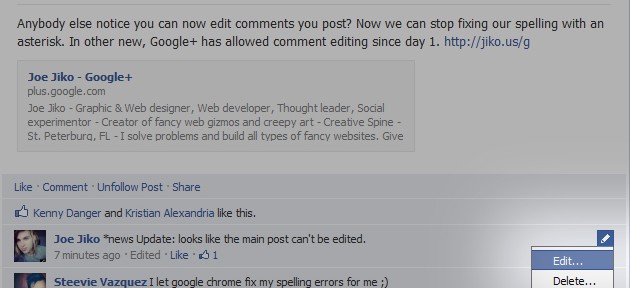 Anybody else notice you can now edit comments you post? Now we can stop fixing our spelling with an
asterisk. In other new, Google+ has allowed comment editing since day 1. http://jiko.us/g
Joe Jiko - Google+
plus.google.com
Joe Jiko - Graphic & Web designer, Web developer, Thought leader, Social
experimentor - Creator of fancy web gizmos and creepy art - Creative Spine -
St. Peterburg, FL - I solve problems and build all types of fancy websites. Give
Like · Comment · Unfollow Post · Share
Kenny Danger and Kristian Alexandria like this.
Joe Jiko *news Update: looks like the main post can't be edited.
7 minutes ago · Edited · Like · 1
Edit...
Steevie Vazquez I let google chrome fix my spelling errors for me ;)
Delete...